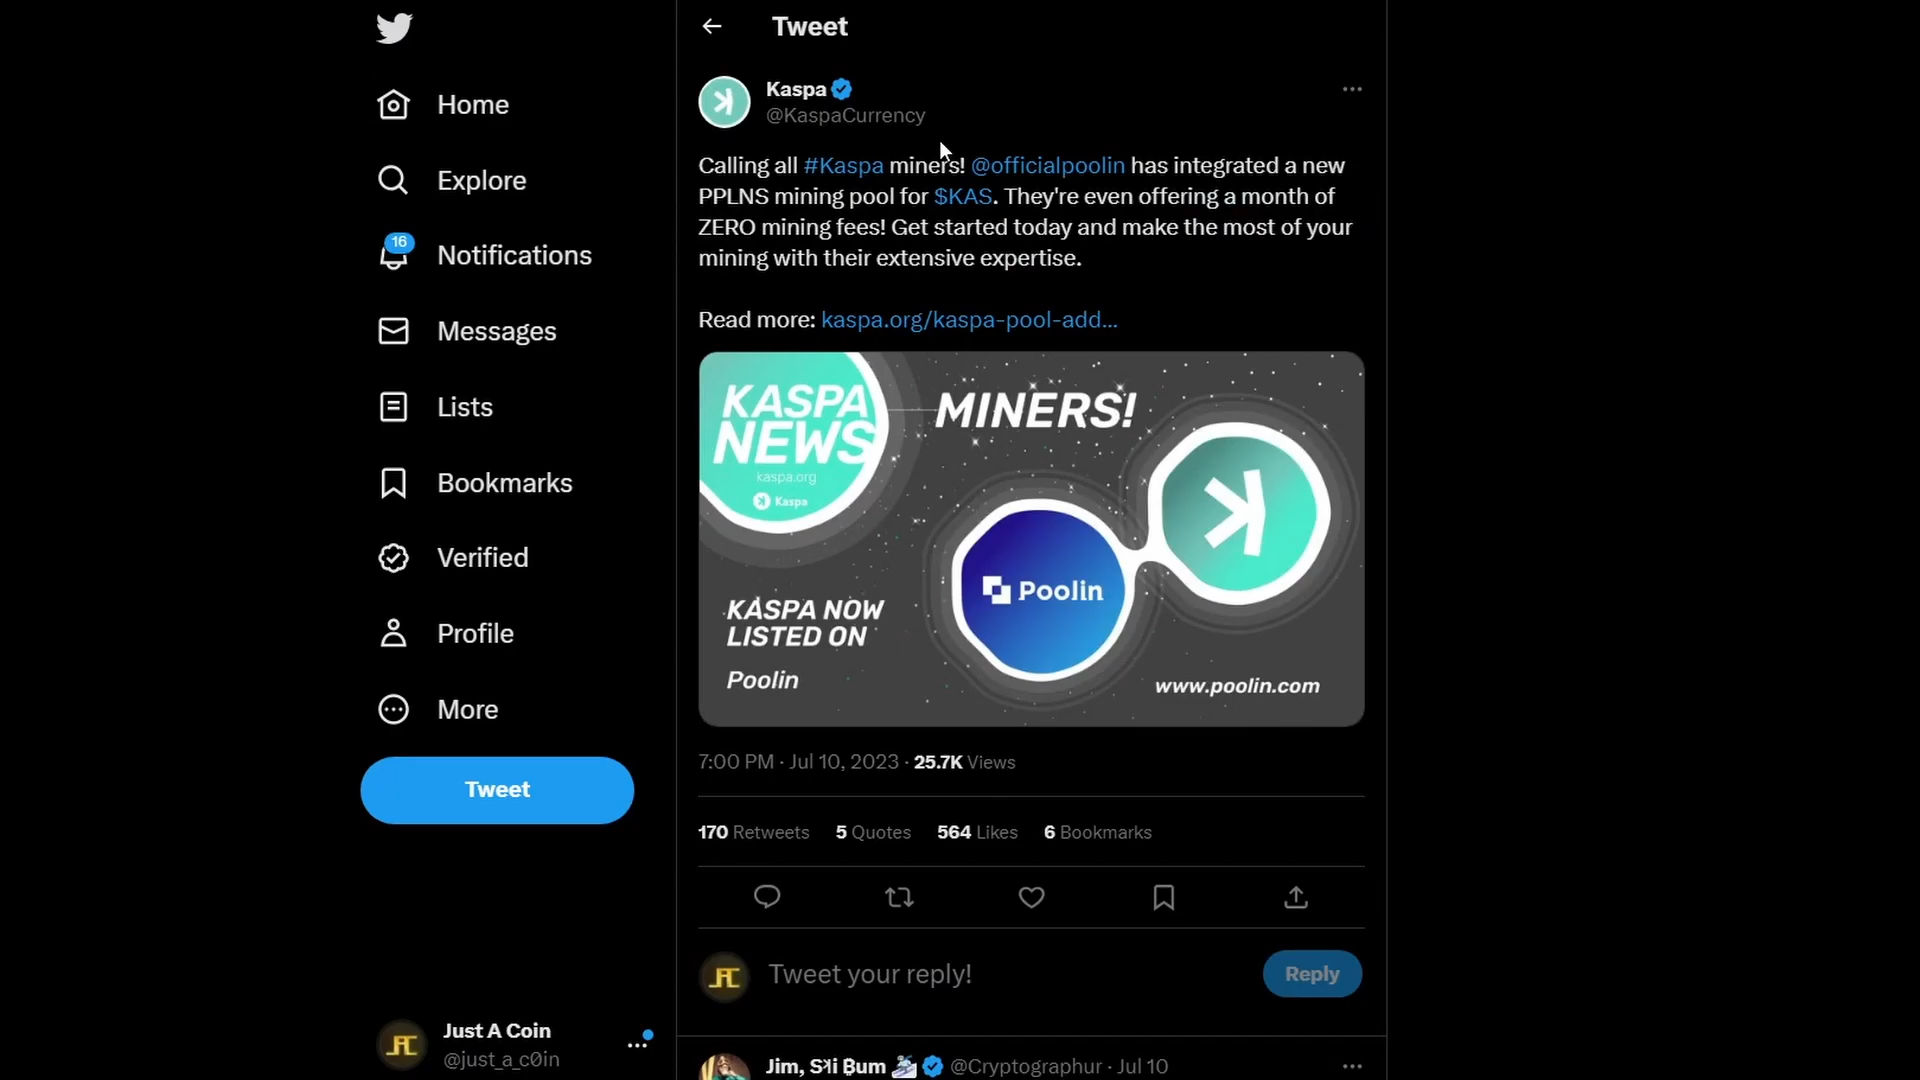 Tweet
Home
Explore
16
Notifications
Messages
Lists
Bookmarks
Verified
Profile
More
Tweet
Just A Coin
@just_a_c0in
Kaspa
@KaspaCurrency
Calling all #Kaspa miners! @officialpoolin has integrated a new
PPLNS mining pool for $KAS. They're even offering a month of
ZERO mining fees! Get started today and make the most of your
mining with their extensive expertise.
Read more: kaspa.org/kaspa-pool-add...
KASPA
NEWS
kaspa.org
Kaspa
MINERS!
Poolin
KASPA NOW
LISTED ON
Poolin
www.poolin.com
7:00 PM · Jul 10, 2023 · 25.7K Views
170 Retweets 5 Quotes 564 Likes 6 Bookmarks
JTC
Tweet your reply!
Reply
Jim, Bum @Cryptographur · Jul 10